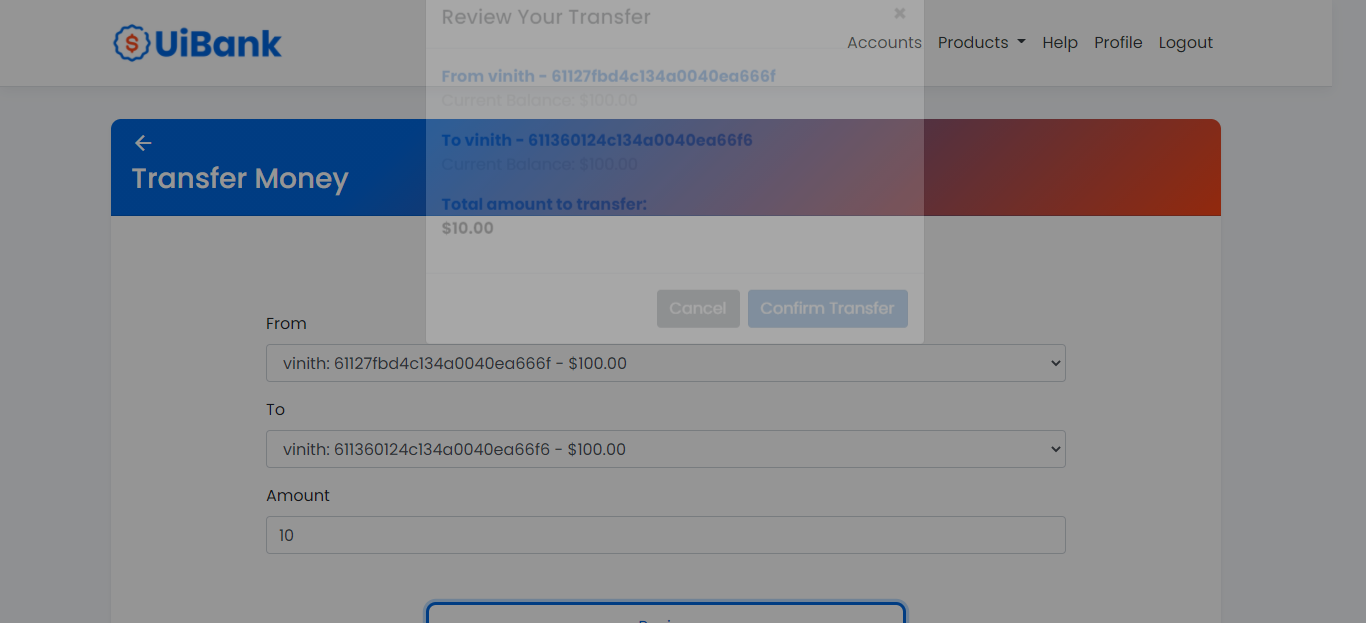 Review Your Transfer ×
UiBank
Accounts Products Help Profile Logout
From vinith - 61127fbd4c134a0040ea666f
Current Balance: $100.00
To vinith - 611360124c134a0040ea66f6
Current Balance: $100.00
Transfer Money
Total amount to transfer:
$10.00
Cancel Confirm Transfer
From
vinith: 61127fbd4c134a0040ea666f - $100.00
To
vinith: 611360124c134a0040ea66f6 - $100.00
Amount
10